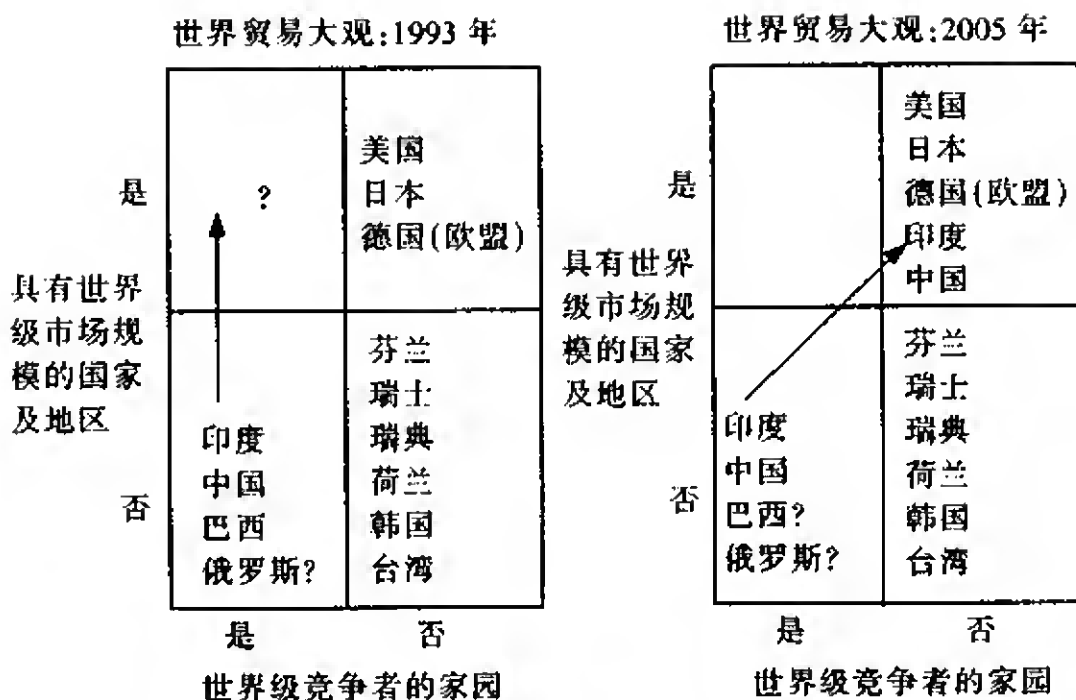 世界贸易大观:1993 年
是
?
美国
日本
德国(欧盟)
具有世界
级市场规
模的国家
及地区
否
印度
中国
巴西
俄罗斯?
芬兰
瑞士
瑞典
荷兰
韩国
台湾
是
否
世界级竞争者的家园
世界贸易大观:2005 年
是
美国
日本
德国(欧盟)
印度
中国
具有世界
级市场规
模的国家
及地区
否
印度
中国
巴西?
俄罗斯?
芬兰
瑞士
瑞典
荷兰
韩国
台湾
是
否
世界级竞争者的家园